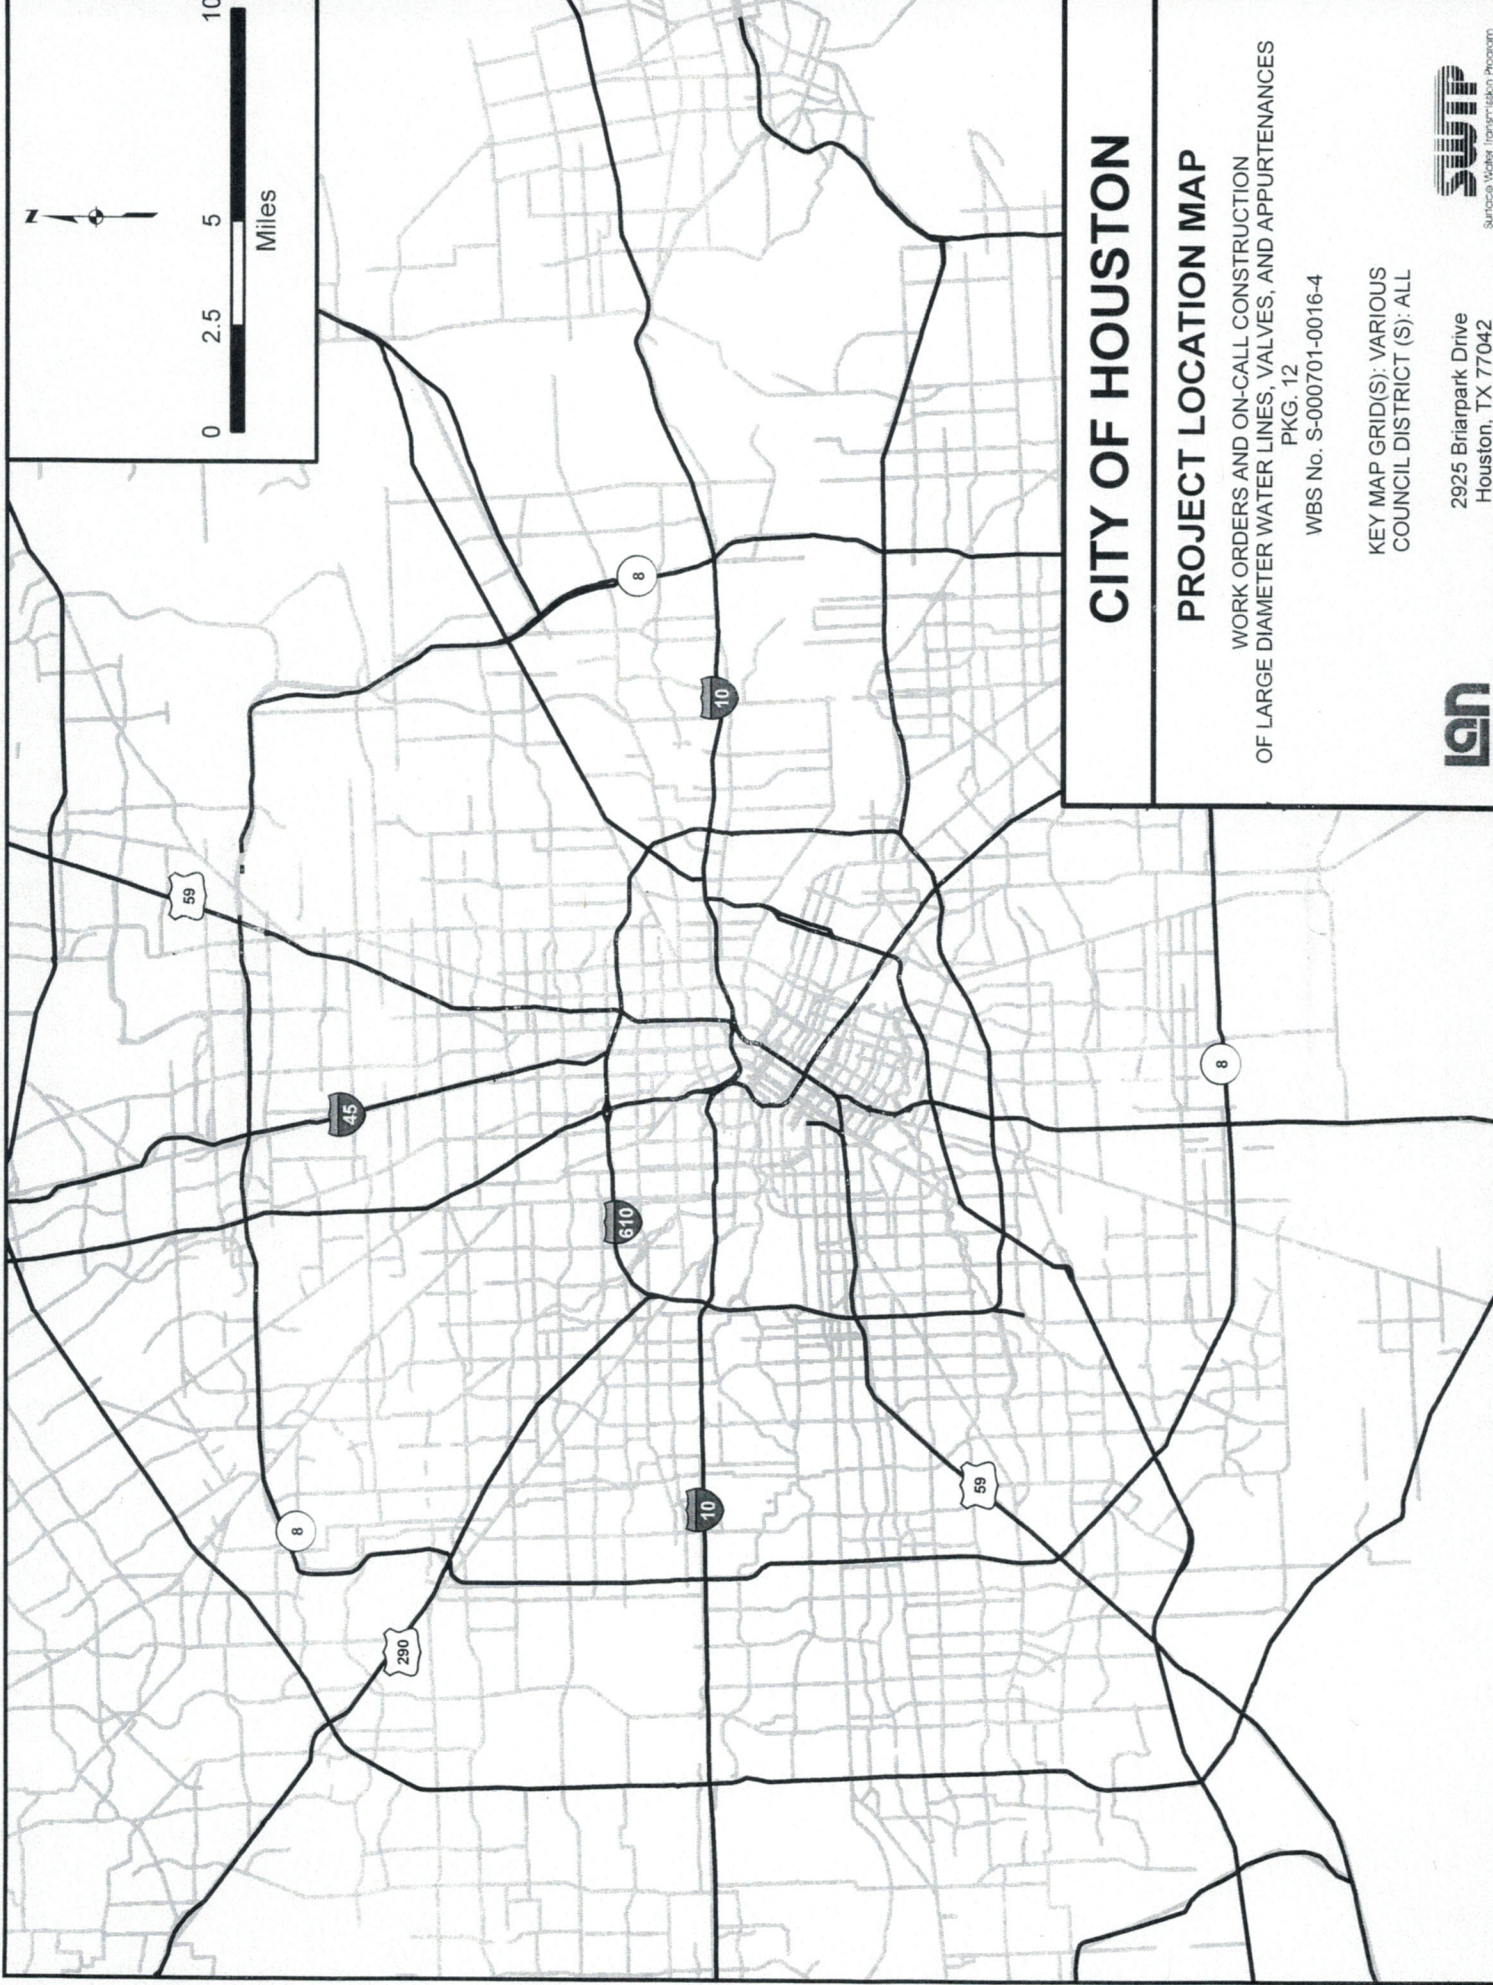 N
0
2.5
5
10
Miles
59
45
8
290
610
10
10
8
59
8
CITY OF HOUSTON
PROJECT LOCATION MAP
WORK ORDERS AND ON-CALL CONSTRUCTION
OF LARGE DIAMETER WATER LINES, VALVES, AND APPURTENANCES
PKG. 12
WBS No. S-000701-0016-4
KEY MAP GRID(S): VARIOUS
COUNCIL DISTRICT (S): ALL
lan
2925 Briarpark Drive
Houston, TX 77042
SWTP
Surface Water Transmission Program